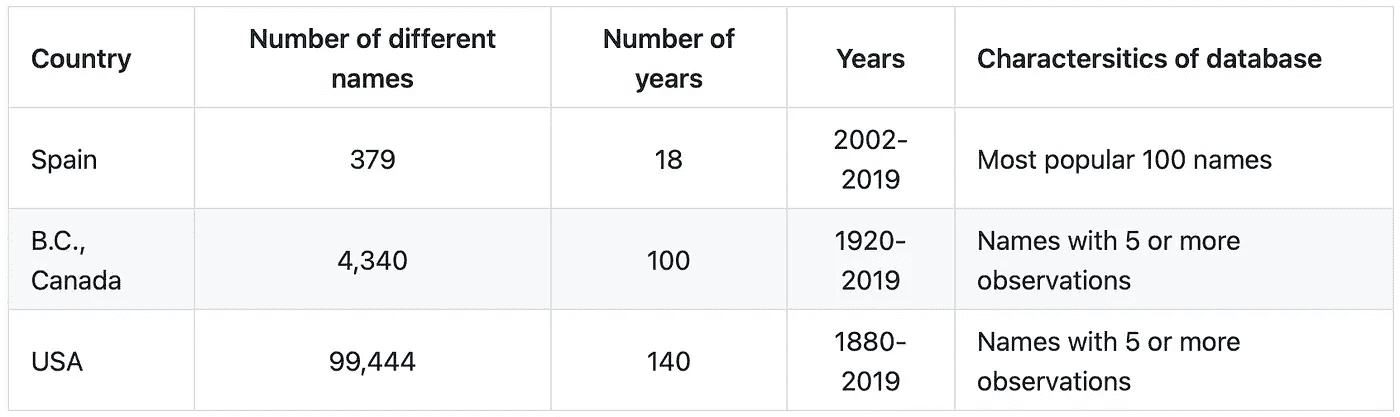 Country Number of different names Number of years Years Charactersitics of database
Spain 379 18 2002-2019 Most popular 100 names
B.C., Canada 4,340 100 1920-2019 Names with 5 or more observations
USA 99,444 140 1880-2019 Names with 5 or more observations